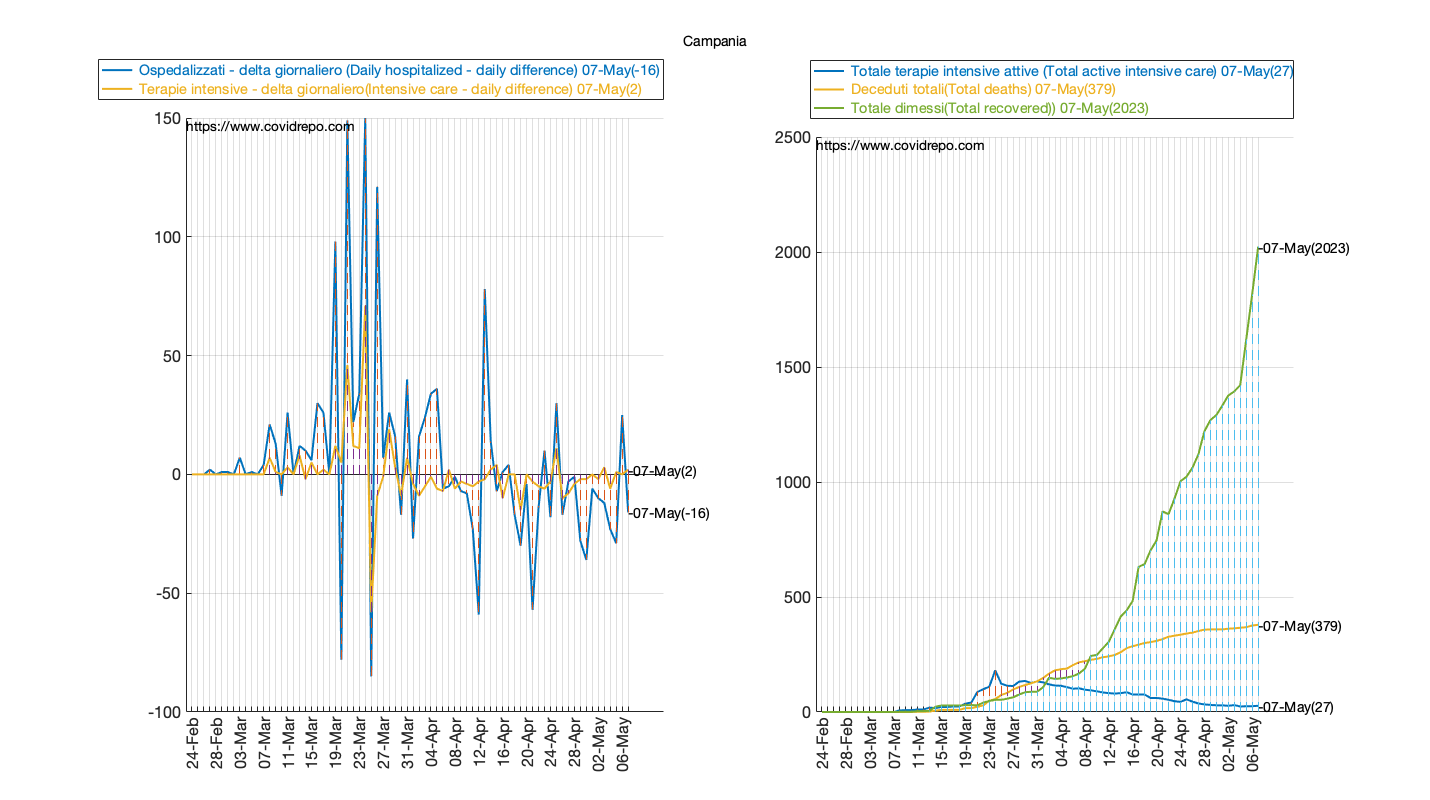 Campania
Ospedalizzati - delta giornaliero (Daily hospitalized - daily difference) 07-May(-16)
Terapie intensive - delta giornaliero(Intensive care - daily difference) 07-May(2)
https://www.covidrepo.com
150
100
50
0
-50
-100
-07-May(2)
-07-May(-16)
24-Feb
28-Feb
03-Mar
07-Mar
11-Mar
15-Mar
19-Mar
23-Mar
27-Mar
31-Mar
04-Apr
08-Apr
12-Apr
16-Apr
20-Apr
24-Apr
28-Apr
02-May
06-May
Totale terapie intensive attive (Total active intensive care) 07-May(27)
Deceduti totali(Total deaths) 07-May(379)
Totale dimessi(Total recovered)) 07-May(2023)
https://www.covidrepo.com
2500
2000
1500
1000
500
0
-07-May(2023)
-07-May(379)
-07-May(27)
24-Feb
28-Feb
03-Mar
07-Mar
11-Mar
15-Mar
19-Mar
23-Mar
27-Mar
31-Mar
04-Apr
08-Apr
12-Apr
16-Apr
20-Apr
24-Apr
28-Apr
02-May
06-May